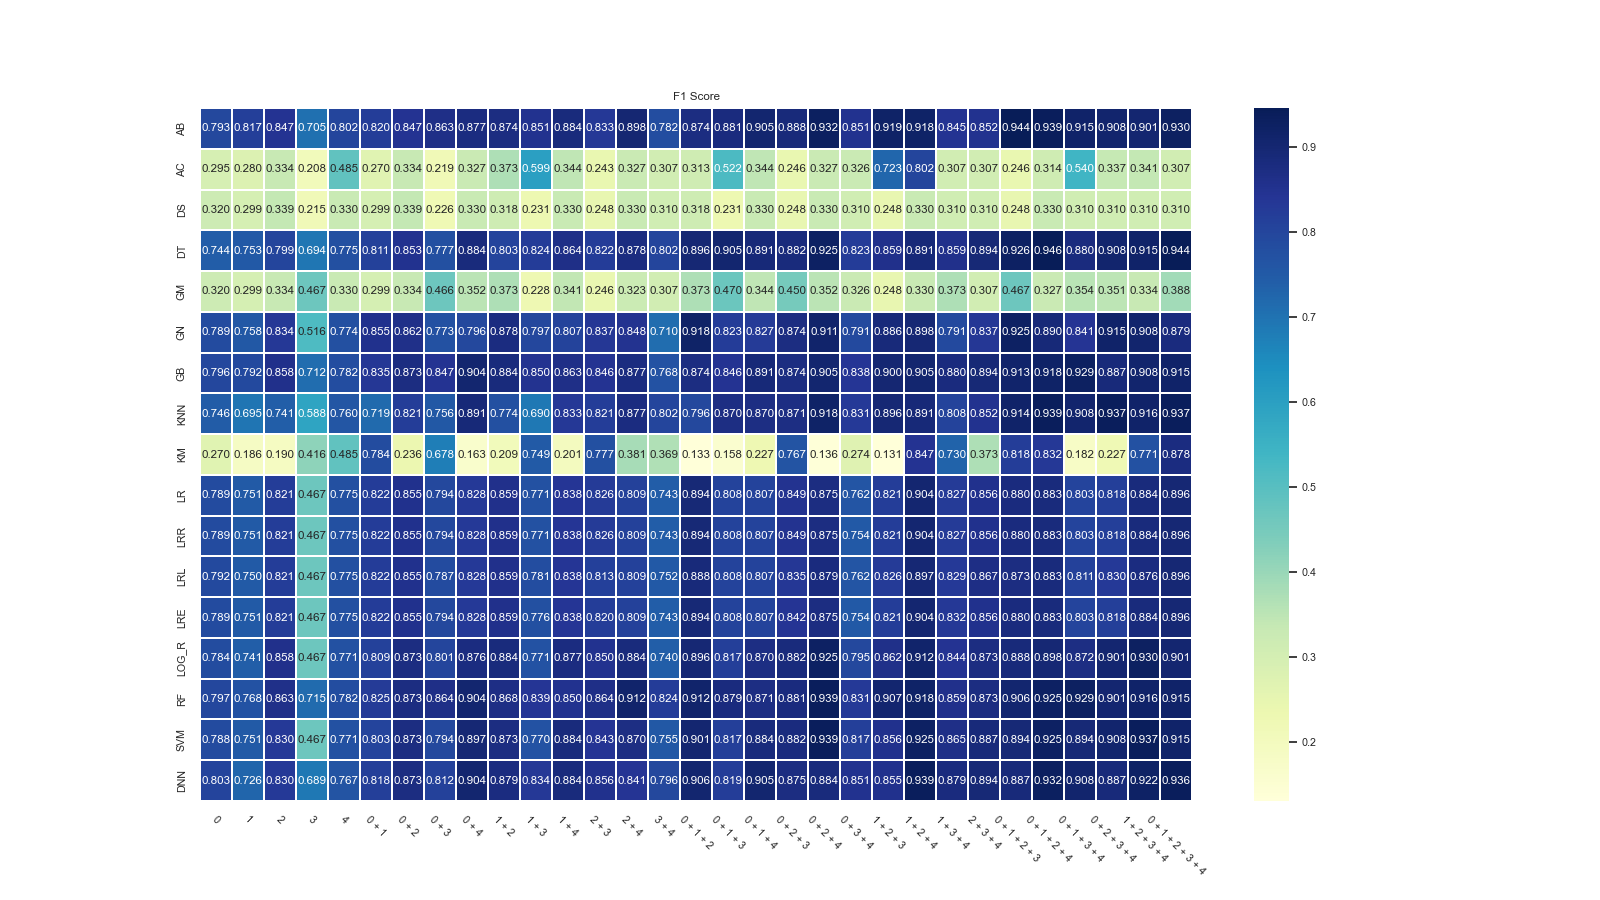 F1 Score
AB 0.793 0.817 0.847 0.705 0.802 0.820 0.847 0.863 0.877 0.874 0.851 0.884 0.833 0.898 0.782 0.874 0.881 0.905 0.888 0.932 0.851 0.919 0.918 0.845 0.852 0.944 0.939 0.915 0.908 0.901 0.930
AC 0.295 0.280 0.334 0.208 0.485 0.270 0.334 0.219 0.327 0.373 0.599 0.344 0.243 0.327 0.307 0.313 0.522 0.344 0.246 0.327 0.326 0.723 0.802 0.307 0.307 0.246 0.314 0.540 0.337 0.341 0.307
DS 0.320 0.299 0.339 0.215 0.330 0.299 0.339 0.226 0.330 0.318 0.231 0.330 0.248 0.330 0.310 0.318 0.231 0.330 0.248 0.330 0.310 0.248 0.330 0.310 0.310 0.248 0.330 0.310 0.310 0.310 0.310
DT 0.744 0.753 0.799 0.694 0.775 0.811 0.853 0.777 0.884 0.803 0.824 0.864 0.822 0.878 0.802 0.896 0.905 0.891 0.882 0.925 0.823 0.859 0.891 0.859 0.894 0.926 0.946 0.880 0.908 0.915 0.944
GM 0.320 0.299 0.334 0.467 0.330 0.299 0.334 0.466 0.352 0.373 0.228 0.341 0.246 0.323 0.307 0.373 0.470 0.344 0.450 0.352 0.326 0.248 0.330 0.373 0.307 0.467 0.327 0.354 0.351 0.334 0.388
GN 0.789 0.758 0.834 0.516 0.774 0.855 0.862 0.773 0.796 0.878 0.797 0.807 0.837 0.848 0.710 0.918 0.823 0.827 0.874 0.911 0.791 0.886 0.898 0.791 0.837 0.925 0.890 0.841 0.915 0.908 0.879
GB 0.796 0.792 0.858 0.712 0.782 0.835 0.873 0.847 0.904 0.884 0.850 0.863 0.846 0.877 0.768 0.874 0.846 0.891 0.874 0.905 0.838 0.900 0.905 0.880 0.894 0.913 0.918 0.929 0.887 0.908 0.915
KNN 0.746 0.695 0.741 0.588 0.760 0.719 0.821 0.756 0.891 0.774 0.690 0.833 0.821 0.877 0.802 0.796 0.870 0.870 0.871 0.918 0.831 0.896 0.891 0.808 0.852 0.914 0.939 0.908 0.937 0.916 0.937
KM 0.270 0.186 0.190 0.416 0.485 0.784 0.236 0.678 0.163 0.209 0.749 0.201 0.777 0.381 0.369 0.133 0.158 0.227 0.767 0.136 0.274 0.131 0.847 0.730 0.373 0.818 0.832 0.182 0.227 0.771 0.878
LR 0.789 0.751 0.821 0.467 0.775 0.822 0.855 0.794 0.828 0.859 0.771 0.838 0.826 0.809 0.743 0.894 0.808 0.807 0.849 0.875 0.762 0.821 0.904 0.827 0.856 0.880 0.883 0.803 0.818 0.884 0.896
LRR 0.789 0.751 0.821 0.467 0.775 0.822 0.855 0.794 0.828 0.859 0.771 0.838 0.826 0.809 0.743 0.894 0.808 0.807 0.849 0.875 0.754 0.821 0.904 0.827 0.856 0.880 0.883 0.803 0.818 0.884 0.896
LRL 0.792 0.750 0.821 0.467 0.775 0.822 0.855 0.787 0.828 0.859 0.781 0.838 0.813 0.809 0.752 0.888 0.808 0.807 0.835 0.879 0.762 0.826 0.897 0.829 0.867 0.873 0.883 0.811 0.830 0.876 0.896
LRE 0.789 0.751 0.821 0.467 0.775 0.822 0.855 0.794 0.828 0.859 0.776 0.838 0.820 0.809 0.743 0.894 0.808 0.807 0.842 0.875 0.754 0.821 0.904 0.832 0.856 0.880 0.883 0.803 0.818 0.884 0.896
LOG_R 0.784 0.741 0.858 0.467 0.771 0.809 0.873 0.801 0.876 0.884 0.771 0.877 0.850 0.884 0.740 0.896 0.817 0.870 0.882 0.925 0.795 0.862 0.912 0.844 0.873 0.888 0.898 0.872 0.901 0.930 0.901
RF 0.797 0.768 0.863 0.715 0.782 0.825 0.873 0.864 0.904 0.868 0.839 0.850 0.864 0.912 0.824 0.912 0.879 0.871 0.881 0.939 0.831 0.907 0.918 0.859 0.873 0.906 0.925 0.929 0.901 0.916 0.915
SVM 0.788 0.751 0.830 0.467 0.771 0.803 0.873 0.794 0.897 0.873 0.770 0.884 0.843 0.870 0.755 0.901 0.817 0.884 0.882 0.939 0.817 0.856 0.925 0.865 0.887 0.894 0.925 0.894 0.908 0.937 0.915
DNN 0.803 0.726 0.830 0.689 0.767 0.818 0.873 0.812 0.904 0.879 0.834 0.884 0.856 0.841 0.796 0.906 0.819 0.905 0.875 0.884 0.851 0.855 0.939 0.879 0.894 0.887 0.932 0.908 0.887 0.922 0.936
0 1 2 3 4 0+1 0+2 0+3 0+4 1+2 1+3 1+4 2+3 2+4 3+4 0+1+2 0+1+3 0+1+4 0+2+3 0+2+4 0+3+4 1+2+3 1+2+4 1+3+4 2+3+4 0+1+2+3 0+1+2+4 0+1+3+4 0+2+3+4 1+2+3+4 0+1+2+3+4
0.9
0.8
0.7
0.6
0.5
0.4
0.3
0.2